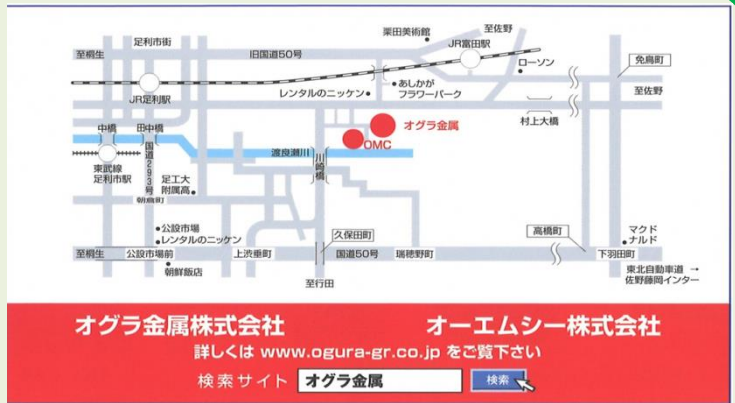 栗田美術館
至佐野
足利市街
JR富田駅
至桐生
旧国道50号
ローソン
免鳥町
あしかが
フラワーパーク
レンタルのニッケン
至佐野
JR足利駅
オグラ金属
村上大橋
中橋
田中橋
OMC
渡良瀬川
川崎橋
国道293号
東武線
足利市駅
足工大
附属高
朝倉町
公設市場
レンタルのニッケン
久保田町
高橋町
マクド
ナルド
至桐生
公設市場前
上渋垂町
国道50号
瑞穂野町
下羽田町
朝鮮飯店
至行田
東北自動車道 →
佐野藤岡インター
オグラ金属株式会社
オーエムシー株式会社
詳しくは www.ogura-gr.co.jp をご覧下さい
検索サイト オグラ金属 検索